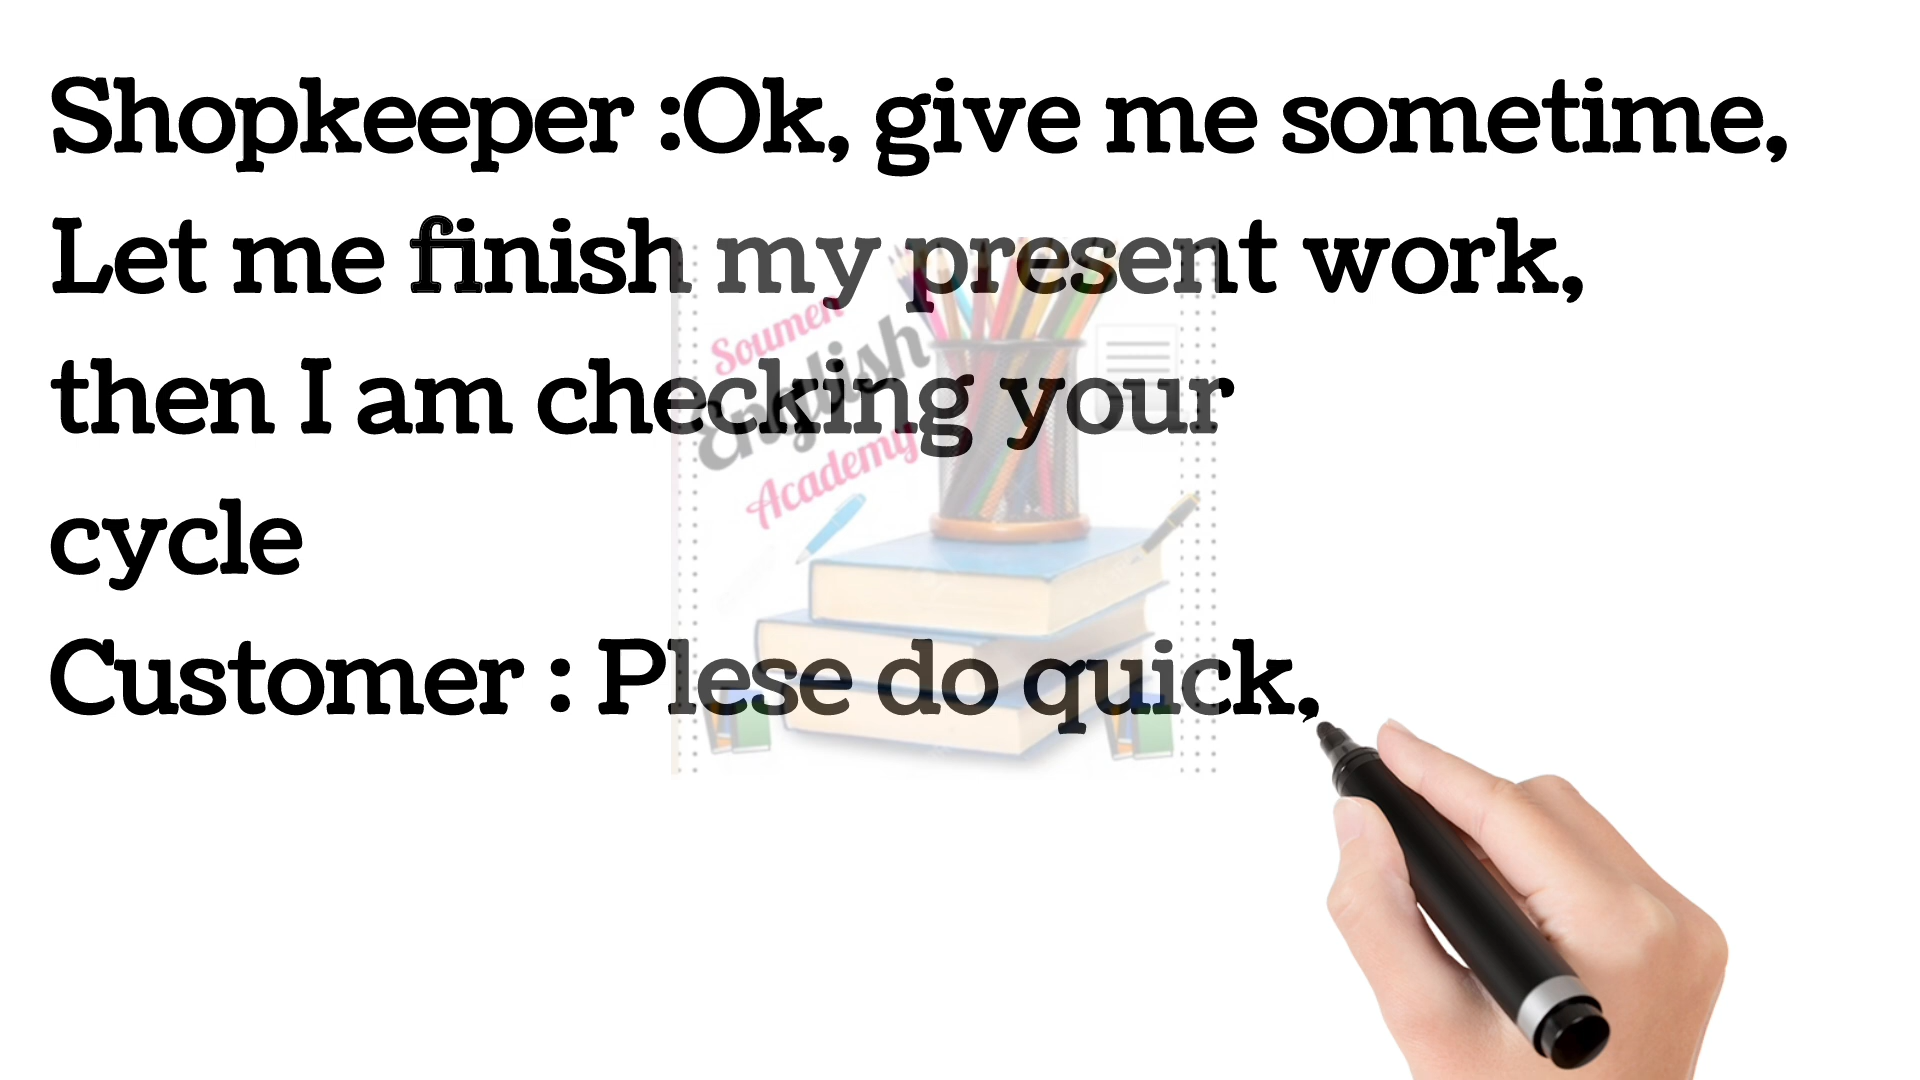 Shopkeeper :Ok, give me sometime,
Let me finish my present work,
then I am checking your
cycle
Customer : Plese do quick,
Soumen
English
Academy